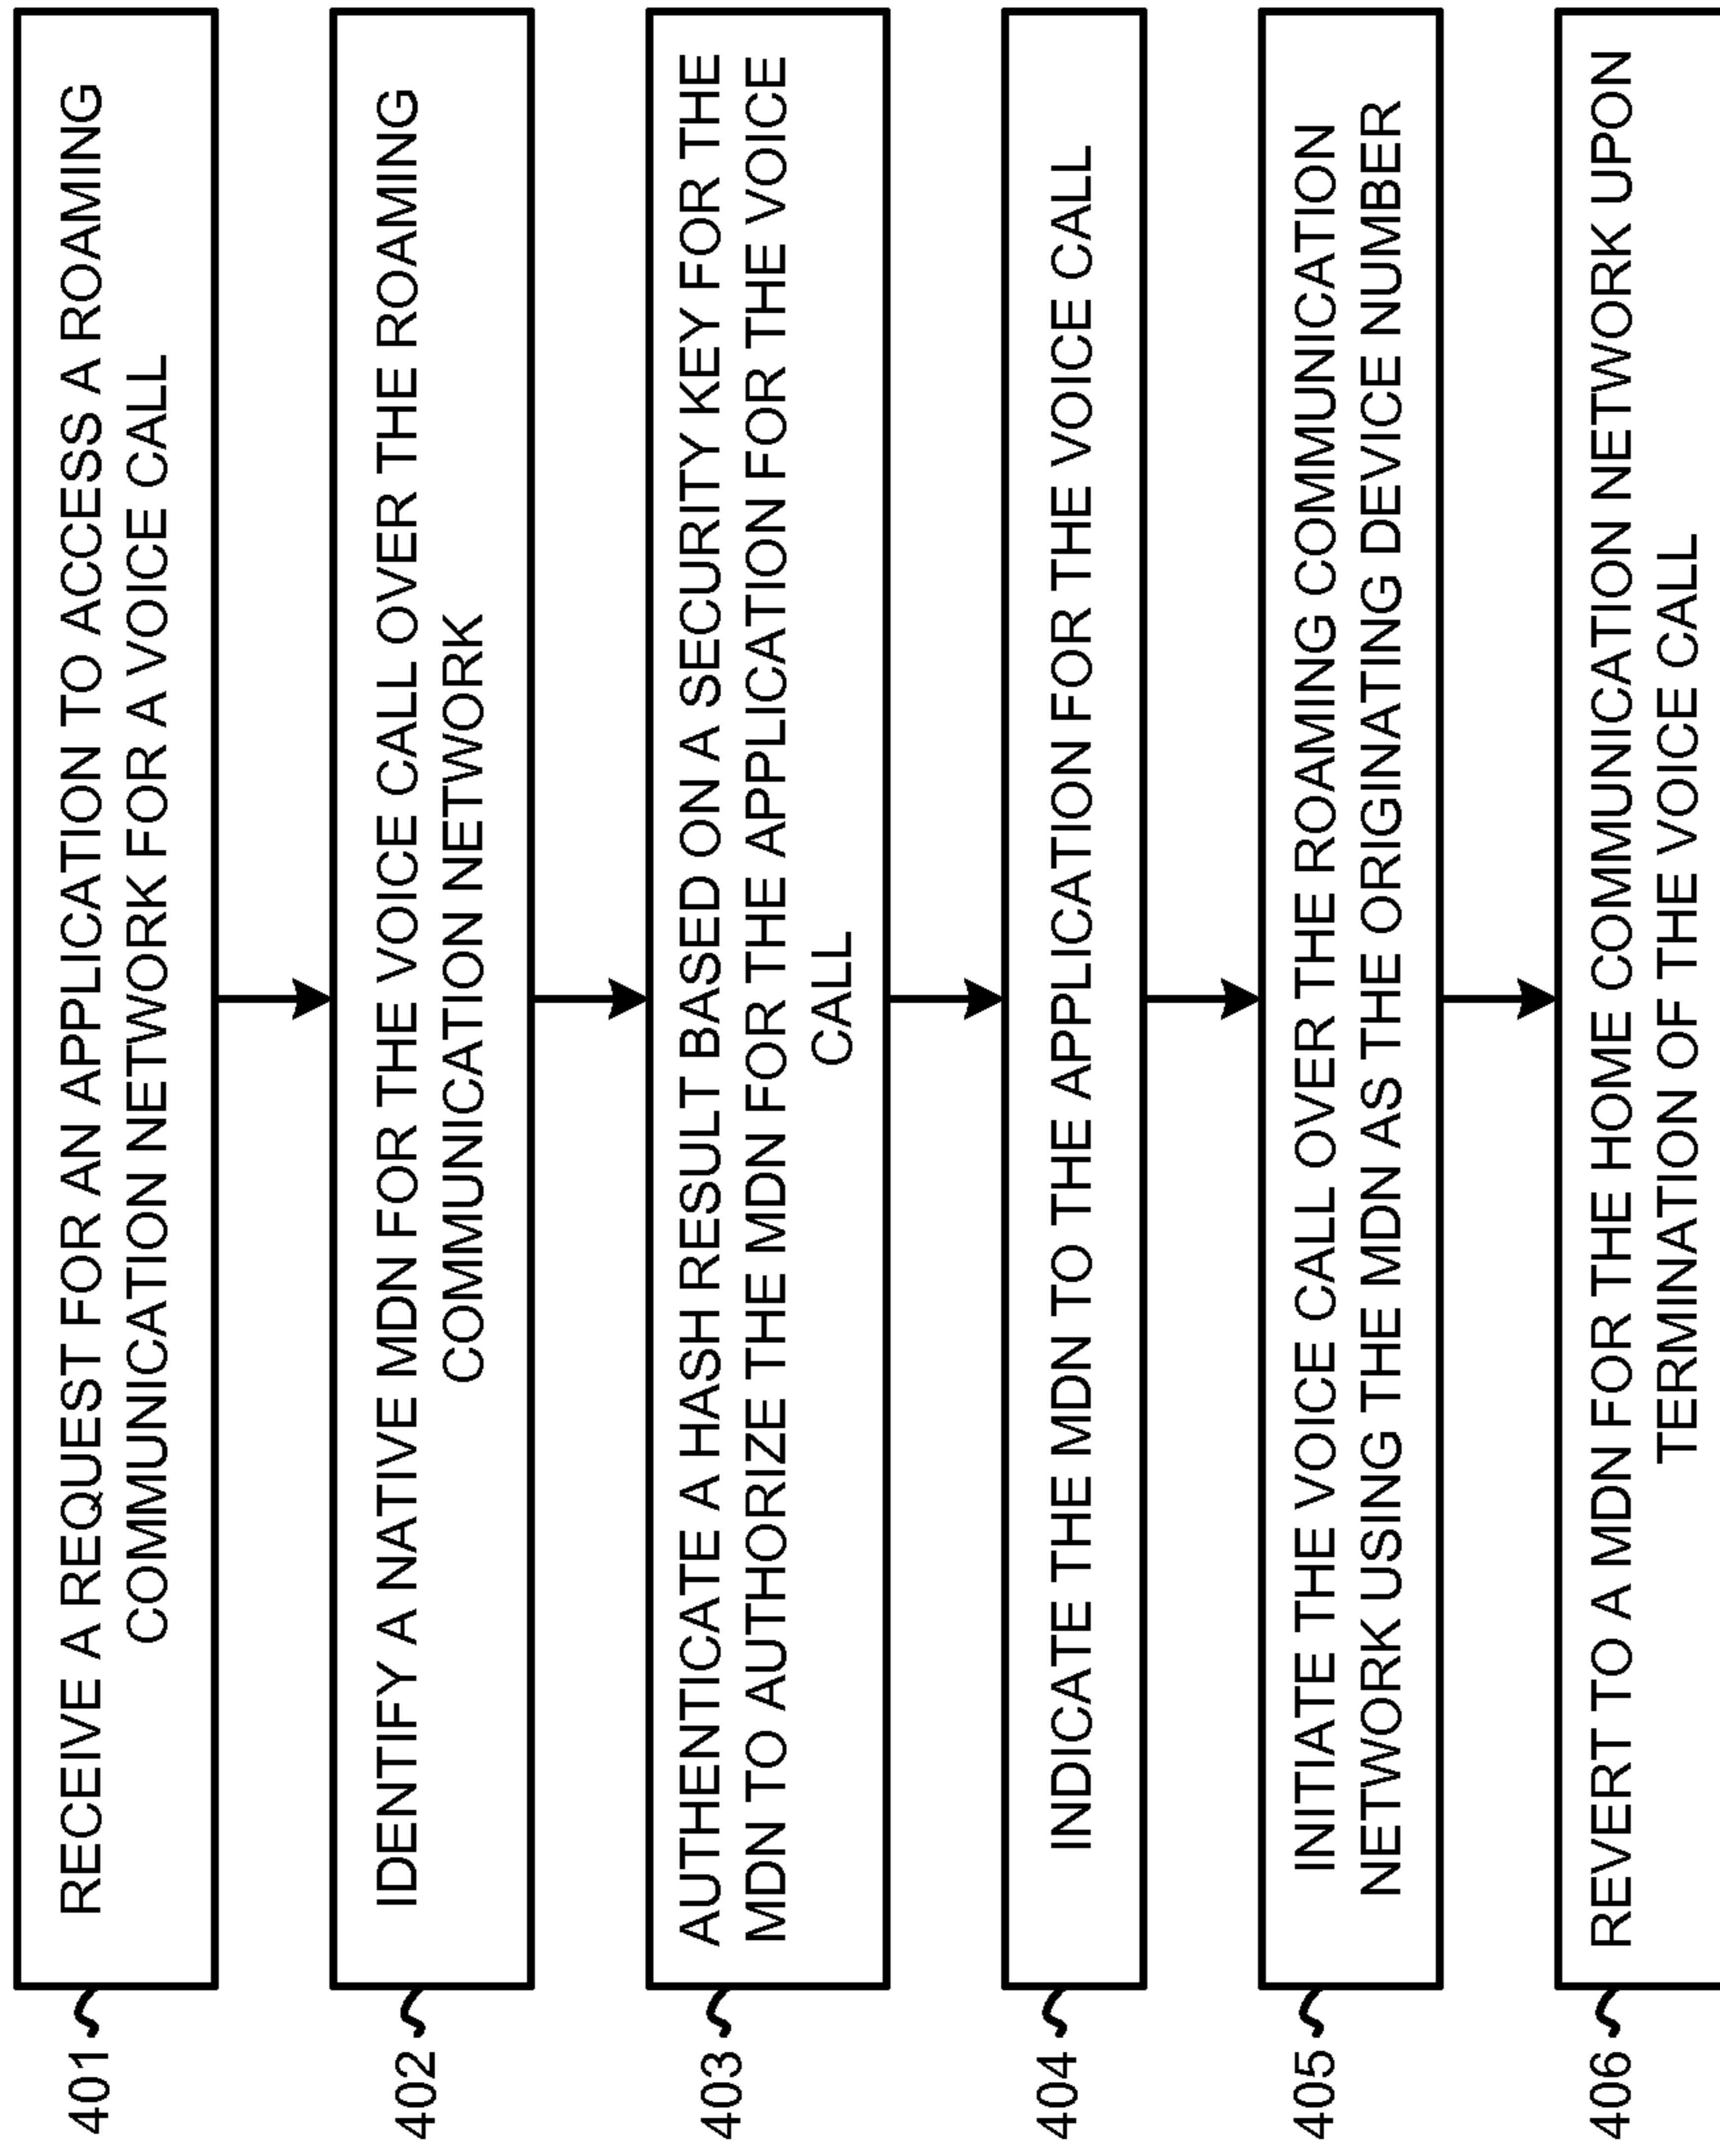 401
RECEIVE A REQUEST FOR AN APPLICATION TO ACCESS A ROAMING
COMMUNICATION NETWORK FOR A VOICE CALL
402
IDENTIFY A NATIVE MDN FOR THE VOICE CALL OVER THE ROAMING
COMMUNICATION NETWORK
403
AUTHENTICATE A HASH RESULT BASED ON A SECURITY KEY FOR THE
MDN TO AUTHORIZE THE MDN FOR THE APPLICATION FOR THE VOICE
CALL
404
INDICATE THE MDN TO THE APPLICATION FOR THE VOICE CALL
405
INITIATE THE VOICE CALL OVER THE ROAMING COMMUNICATION
NETWORK USING THE MDN AS THE ORIGINATING DEVICE NUMBER
406
REVERT TO A MDN FOR THE HOME COMMUNICATION NETWORK UPON
TERMINATION OF THE VOICE CALL